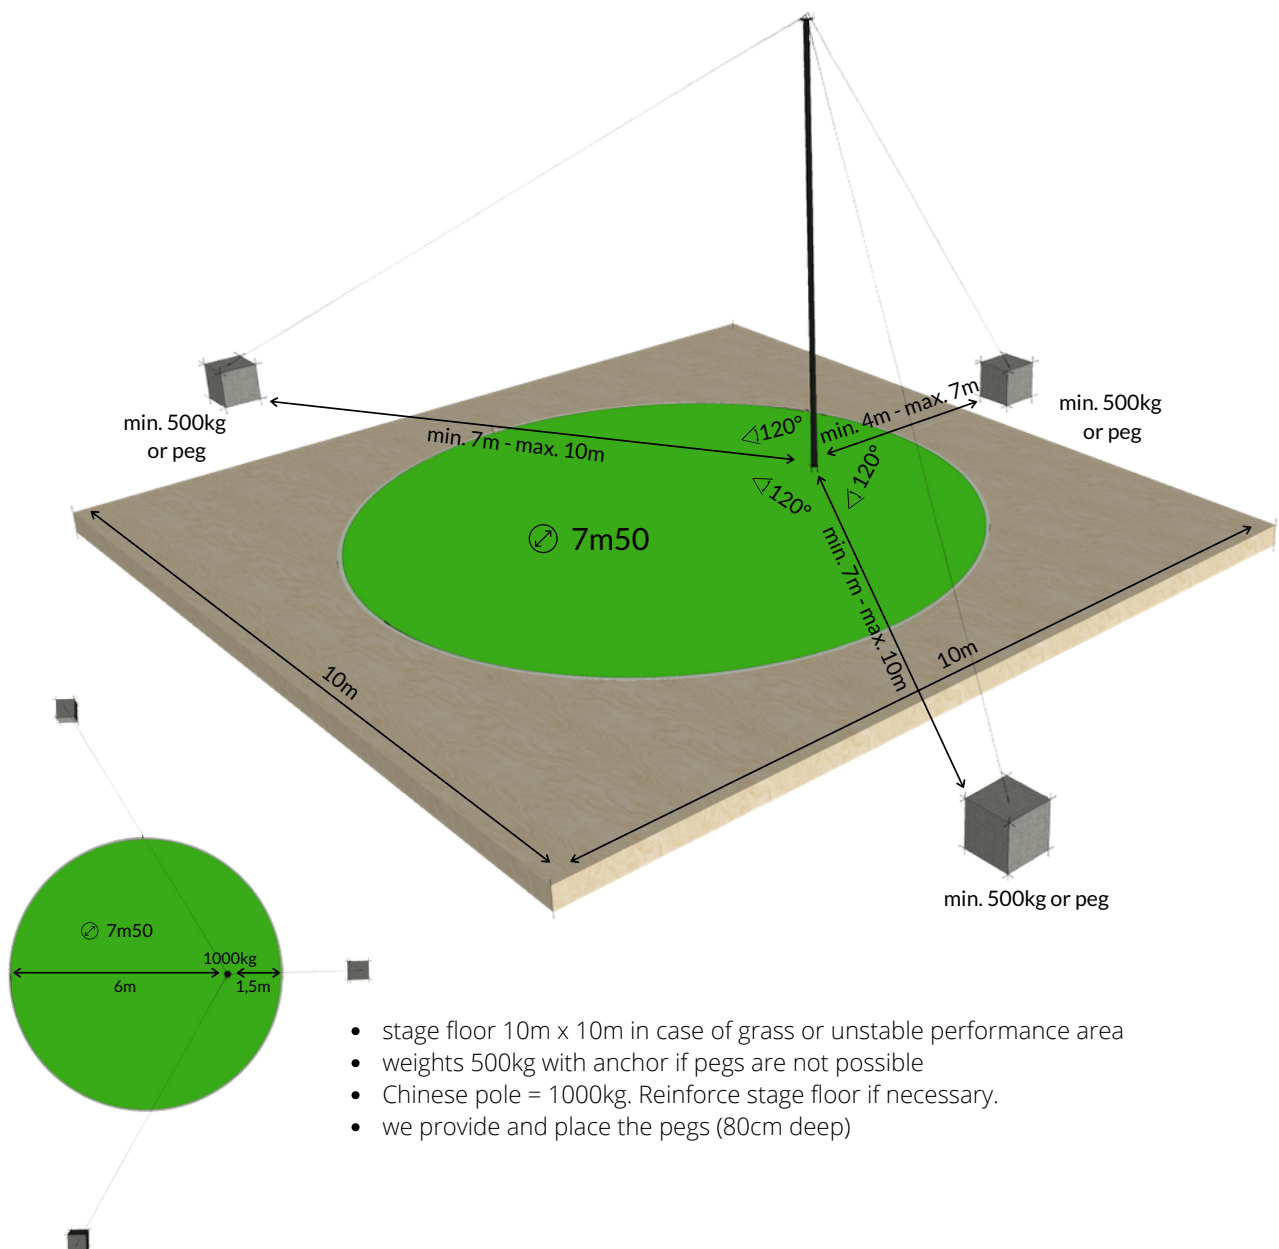 min. 500kg
or peg
min. 7m - max. 10m
120°
min. 4m - max. 7m
min. 500kg
or peg
120°
120°
7m50
min. 7m - max. 10m
10m
10m
min. 500kg or peg
7m50
1000kg
6m
1,5m
• stage floor 10m x 10m in case of grass or unstable performance area
• weights 500kg with anchor if pegs are not possible
• Chinese pole = 1000kg. Reinforce stage floor if necessary.
• we provide and place the pegs (80cm deep)